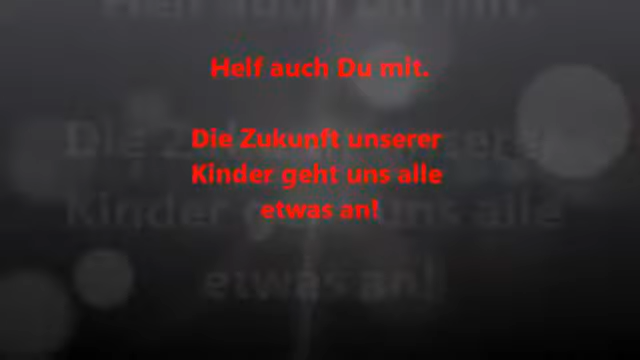 Helf auch Du mit.
Die Zukunft unserer
Kinder geht uns alle
etwas an!